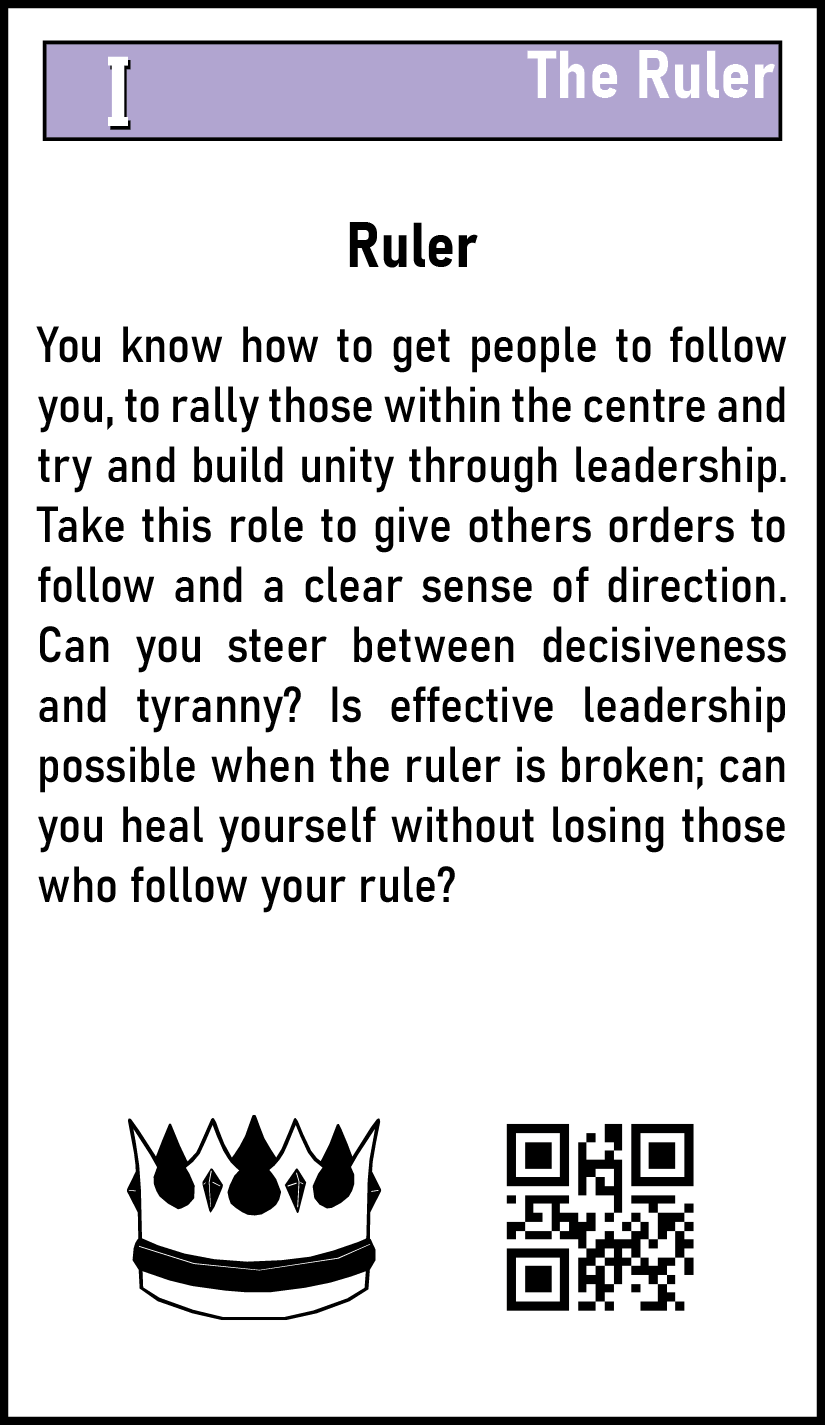 I
The Ruler
Ruler
You know how to get people to follow
you, to rally those within the centre and
try and build unity through leadership.
Take this role to give others orders to
follow and a clear sense of direction.
Can you steer between decisiveness
and tyranny? Is effective leadership
possible when the ruler is broken; can
you heal yourself without losing those
who follow your rule?